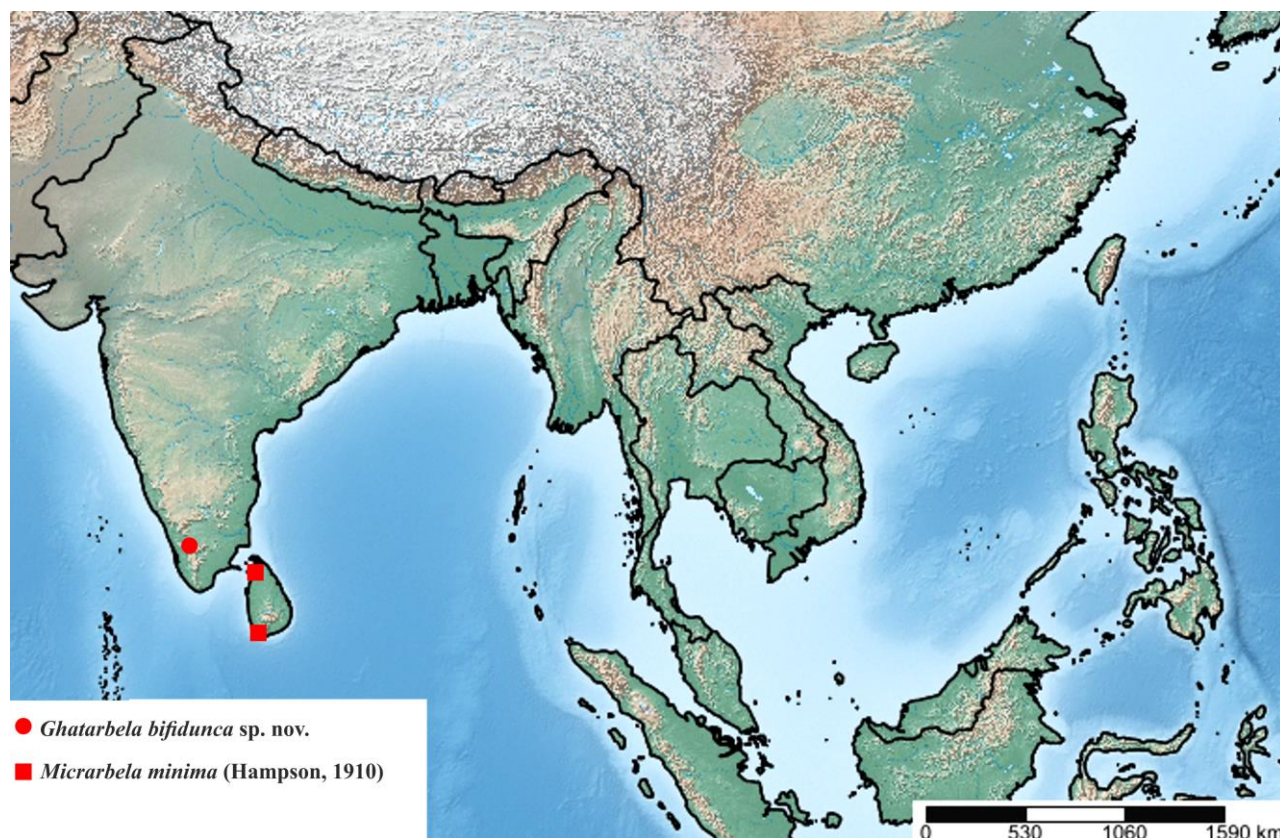 Ghatarbela bifidunca sp. nov.
Micrarbela minima (Hampson, 1910)
0 530 1060 1590 km